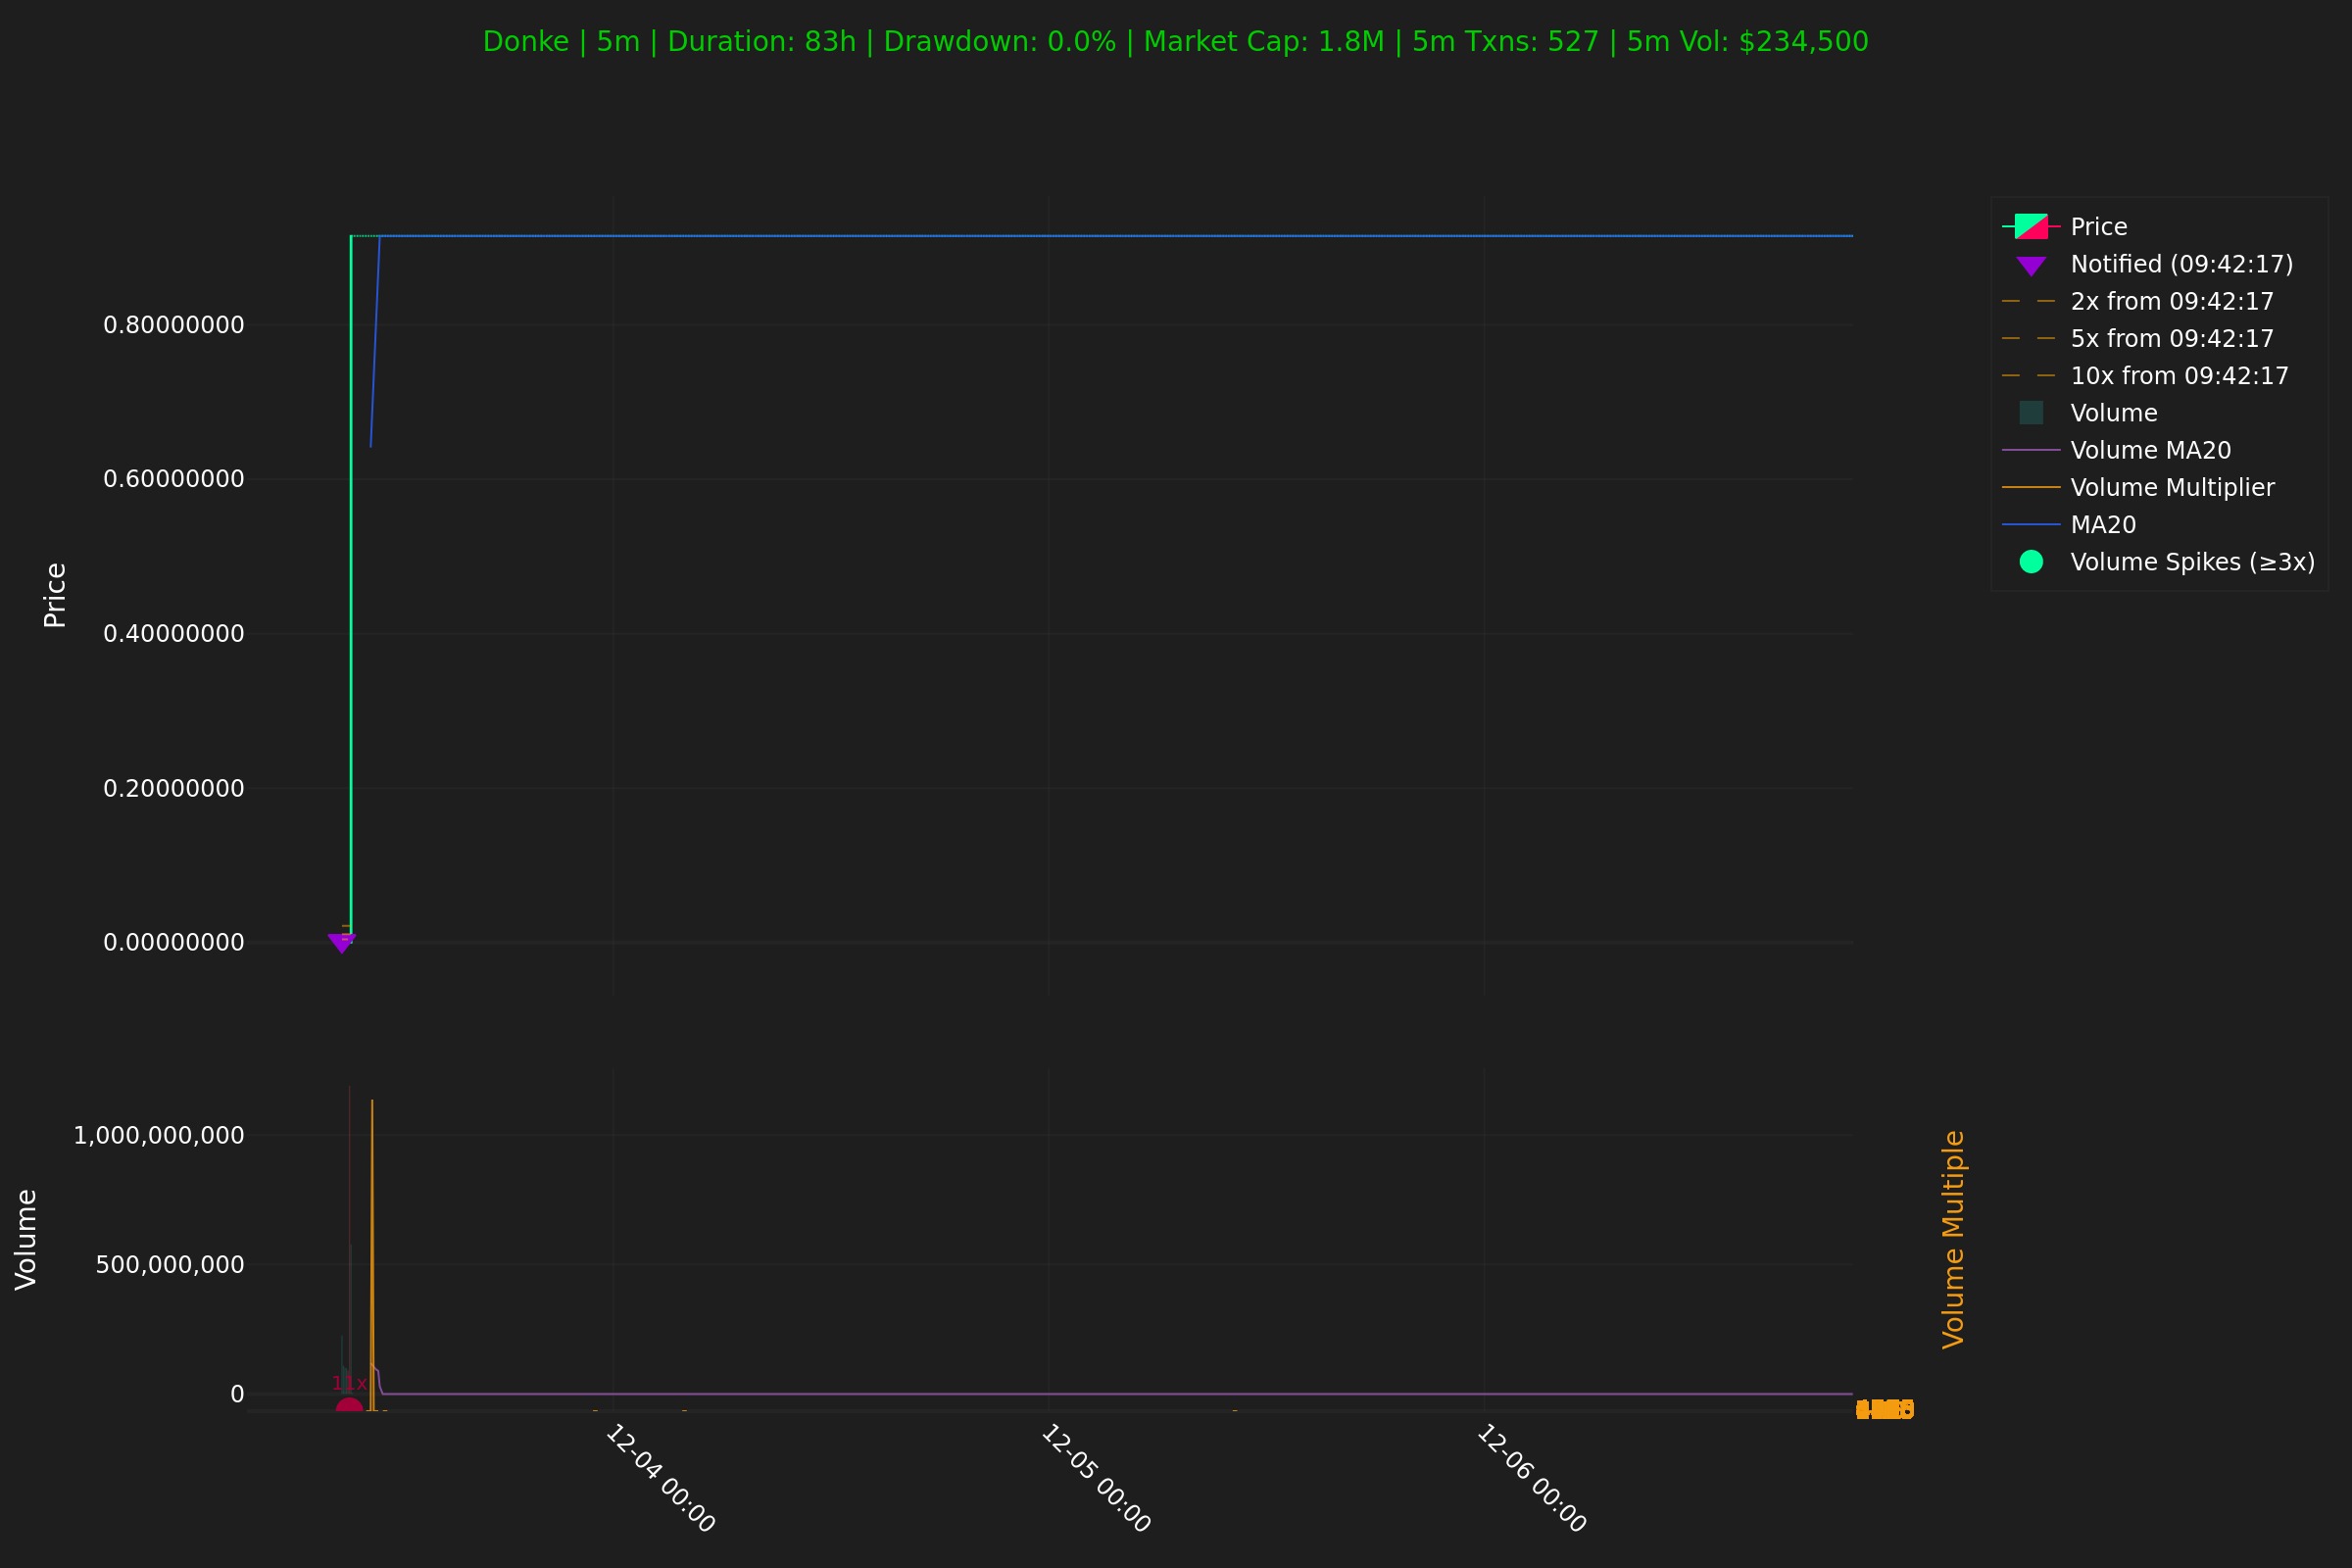 Donke | 5m | Duration: 83h | Drawdown: 0.0% | Market Cap: 1.8M | 5m Txns: 527 | 5m Vol: $234,500
Price
Notified (09:42:17)
2x from 09:42:17
5x from 09:42:17
10x from 09:42:17
Volume
Volume MA20
Volume Multiplier
MA20
Volume Spikes (≥3x)
Price
0.80000000
0.60000000
0.40000000
0.20000000
0.00000000
Volume
1,000,000,000
500,000,000
0
11x
Volume Multiple
12-04 00:00
12-05 00:00
12-06 00:00